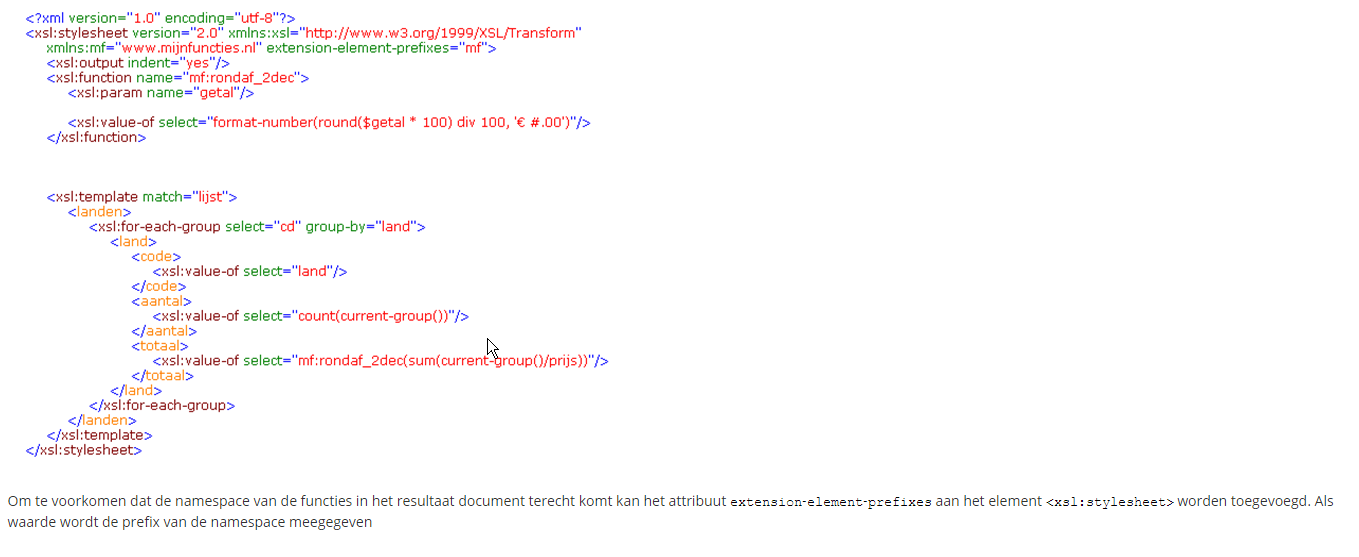 <?xml version="1.0" encoding="utf-8"?>
<xsl:stylesheet version="2.0" xmlns:xsl="http://www.w3.org/1999/XSL/Transform"
xmlns:mf="www.mijnfuncties.nl" extension-element-prefixes="mf">
<xsl:output indent="yes"/>
<xsl:function name="mf:rondaf_2dec">
<xsl:param name="getal"/>
<xsl:value-of select="format-number(round($getal * 100) div 100, '€ #.00')"/>
</xsl:function>
<xsl:template match="lijst">
<landen>
<xsl:for-each-group select="cd" group-by="land">
<land>
<code>
<xsl:value-of select="land"/>
</code>
<aantal>
<xsl:value-of select="count(current-group())"/>
</aantal>
<totaal>
<xsl:value-of select="mf:rondaf_2dec(sum(current-group()/prijs))"/>
</totaal>
</land>
</xsl:for-each-group>
</landen>
</xsl:template>
</xsl:stylesheet>
Om te voorkomen dat de namespace van de functies in het resultaat document terecht komt kan het attribuut extension-element-prefixes aan het element <xsl:stylesheet> worden toegevoegd. Als
waarde wordt de prefix van de namespace meegegeven